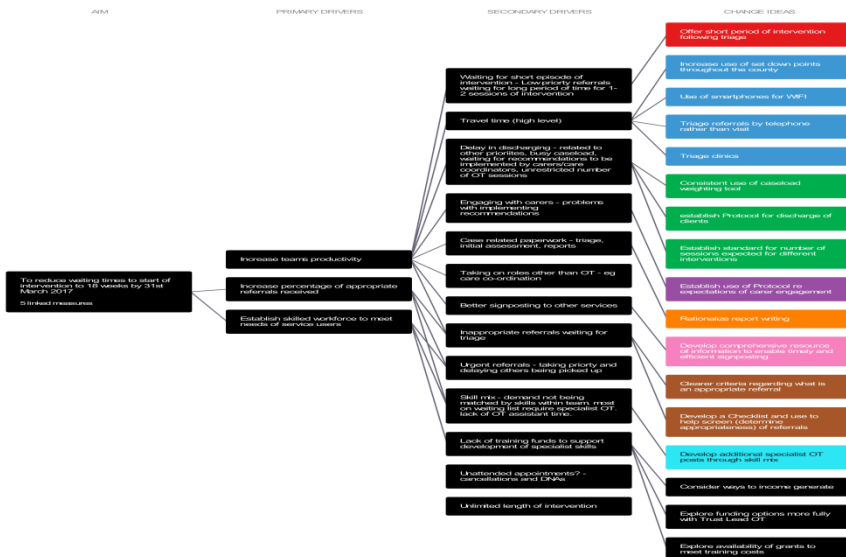 AIM
PRIMARY DRIVERS
SECONDARY DRIVERS
CHANGE IDEAS
To reduce waiting times to start of
intervention to 18 weeks by 31st
March 2017
5 linked measures
Increase teams productivity
Increase percentage of appropriate
referrals received
Establish skilled workforce to meet
needs of service users
Waiting for short episode of
intervention - Low priorty referrals
waiting for long period of time for 1-
2 sessions of intervention
Travel time (high level)
Delay in discharging - related to
other priorities, busy caseload,
waiting for recommendations to be
implemented by carers/care
coordinators, unrestricted number
of OT sessions
Engaging with carers - problems
with implementing
recommendations
Case related paperwork - triage,
initial assessment, reports
Taking on roles other than OT - eg
care co-ordination
Better signposting to other services
Inappropriate referrals waiting for
triage
Urgent referrals - taking priorty and
delaying others being picked up
Skill mix - demand not being
matched by skills within team. most
on waiting list require specialist OT.
lack of OT assistant time.
Lack of training funds to support
development of specialist skills
Unattended appointments? -
cancellations and DNAs
Unlimited length of intervention
Offer short period of intervention
following triage
Increase use of set down points
throughout the county
Use of smartphones for WIFI
Triage referrals by telephone
rather than visit
Triage clinics
Consistent use of caseload
weighting tool
establish Protocol for discharge of
clients
Establish standard for number of
sessions expected for different
interventions
Establish use of Protocol re
expectations of carer engagement
Rationalize report writing
Develop comprehensive resource
of information to enable timely and
efficient signposting
Clearer criteria regarding what is
an appropriate referral
Develop a Checklist and use to
help screen (determine
appropriateness) of referrals
Develop additional specialist OT
posts through skill mix
Consider ways to income generate
Explore funding options more fully
with Trust Lead OT
Explore availability of grants to
meet training costs